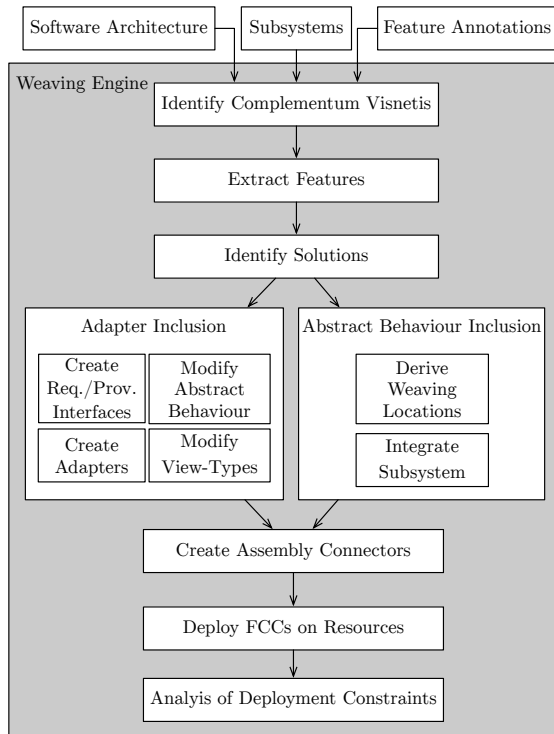 Software Architecture
Subsystems
Feature Annotations
Weaving Engine
Identify Complementum Visnetis
Extract Features
Identify Solutions
Adapter Inclusion
Create
Req./Prov.
Interfaces
Modify
Abstract
Behaviour
Create
Adapters
Modify
View-Types
Abstract Behaviour Inclusion
Derive
Weaving
Locations
Integrate
Subsystem
Create Assembly Connectors
Deploy FCCs on Resources
Analyis of Deployment Constraints